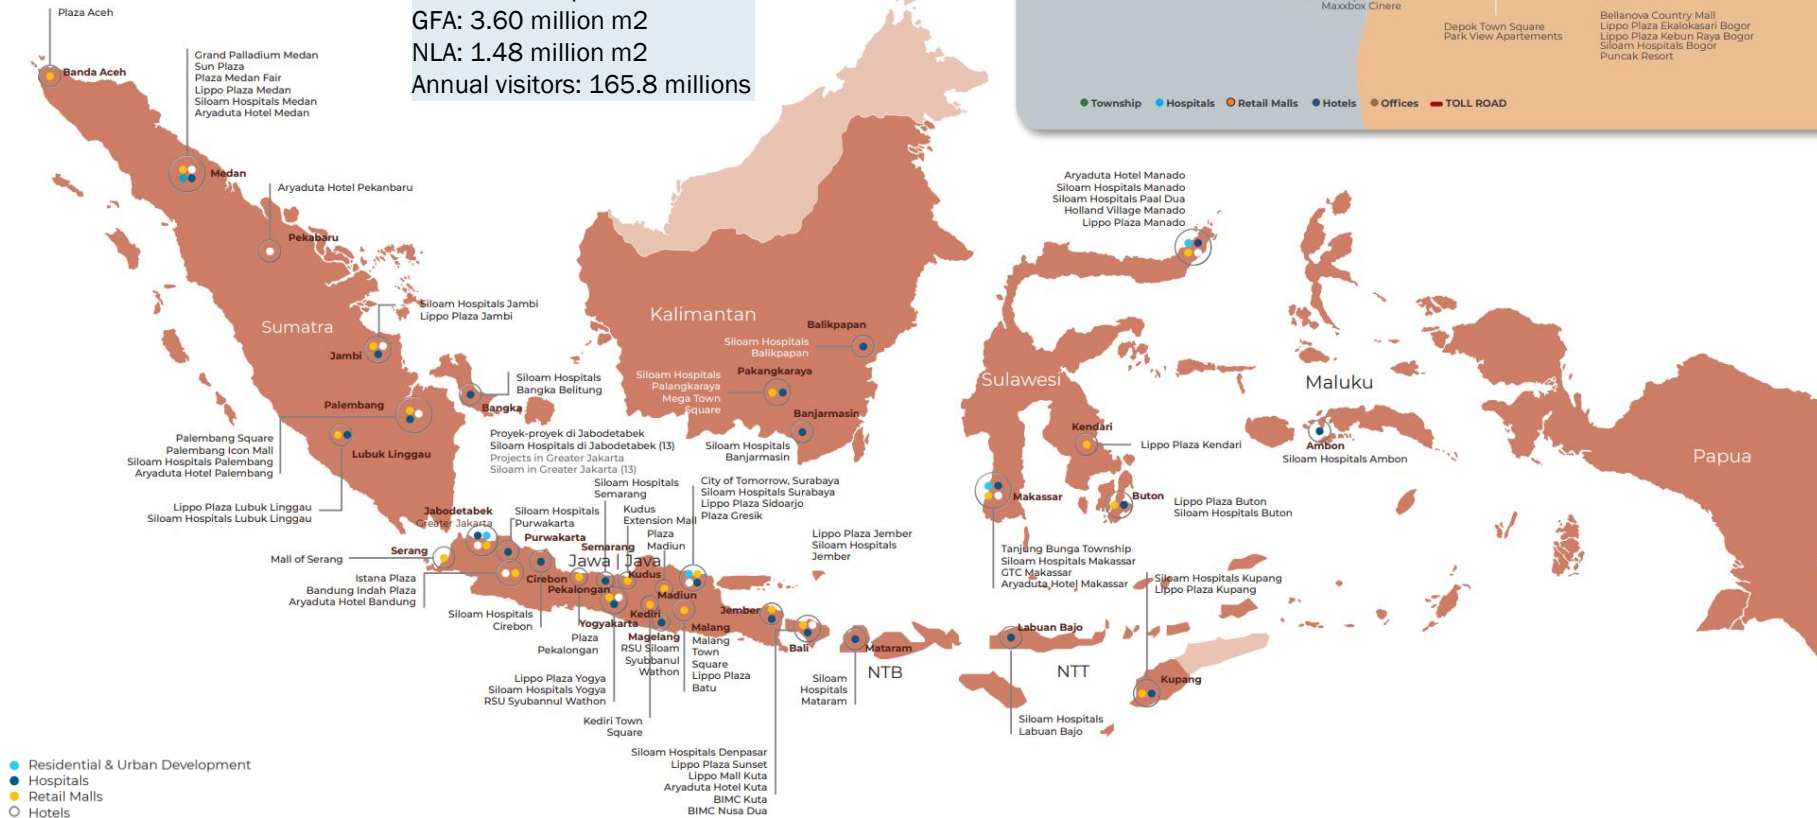 Plaza Aceh
GFA: 3.60 million m2
NLA: 1.48 million m2
Annual visitors: 165.8 millions
Maxxbox Cinere
Depok Town Square
Park View Apartements
Bellanova Country Mall
Lippo Plaza Ekalokasari Bogor
Lippo Plaza Kebun Raya Bogor
Siloam Hospitals Bogor
Puncak Resort
Township
Hospitals
Retail Malls
Hotels
Offices
TOLL ROAD
Banda Aceh
Grand Palladium Medan
Sun Plaza
Plaza Medan Fair
Lippo Plaza Medan
Siloam Hospitals Medan
Aryaduta Hotel Medan
Medan
Aryaduta Hotel Pekanbaru
Pekabaru
Siloam Hospitals Jambi
Lippo Plaza Jambi
Sumatra
Jambi
Siloam Hospitals
Bangka Belitung
Bangka
Palembang
Palembang Square
Palembang Icon Mall
Siloam Hospitals Palembang
Aryaduta Hotel Palembang
Lubuk Linggau
Lippo Plaza Lubuk Linggau
Siloam Hospitals Lubuk Linggau
Kalimantan
Balikpapan
Siloam Hospitals
Balikpapan
Pakangkaraya
Siloam Hospitals
Palangkaraya
Mega Town
Square
Banjarmasin
Siloam Hospitals
Banjarmasin
Aryaduta Hotel Manado
Siloam Hospitals Manado
Siloam Hospitals Paal Dua
Holland Village Manado
Lippo Plaza Manado
Sulawesi
Kendari
Lippo Plaza Kendari
Makassar
Buton
Lippo Plaza Buton
Siloam Hospitals Buton
Tanjung Bunga Township
Siloam Hospitals Makassar
GTC Makassar
Aryaduta Hotel Makassar
Maluku
Ambon
Siloam Hospitals Ambon
Papua
Proyek-proyek di Jabodetabek
Siloam Hospitals di Jabodetabek (13)
Projects in Greater Jakarta
Siloam in Greater Jakarta (13)
Jabodetabek
Greater Jakarta
Siloam Hospitals
Purwakarta
Purwakarta
Siloam Hospitals
Semarang
Semarang
Kudus
Extension Mall
Kudus
Plaza
Madiun
Madiun
City of Tomorrow, Surabaya
Siloam Hospitals Surabaya
Lippo Plaza Sidoarjo
Plaza Gresik
Jawa | Java
Serang
Mall of Serang
Istana Plaza
Bandung Indah Plaza
Aryaduta Hotel Bandung
Cirebon
Siloam Hospitals
Cirebon
Pekalongan
Plaza
Pekalongan
Yogyakarta
Lippo Plaza Yogya
Siloam Hospitals Yogya
RSU Syubannul Wathon
Kediri
Kediri Town
Square
Magelang
RSU Siloam
Syubbanul
Wathon
Malang
Malang
Town
Square
Lippo Plaza
Batu
Lippo Plaza Jember
Siloam Hospitals
Jember
Jember
Bali
Siloam Hospitals Denpasar
Lippo Plaza Sunset
Lippo Mall Kuta
Aryaduta Hotel Kuta
BIMC Kuta
BIMC Nusa Dua
Mataram
Siloam
Hospitals
Mataram
NTB
Labuan Bajo
Siloam Hospitals
Labuan Bajo
NTT
Siloam Hospitals Kupang
Lippo Plaza Kupang
Kupang
Residential & Urban Development
Hospitals
Retail Malls
Hotels